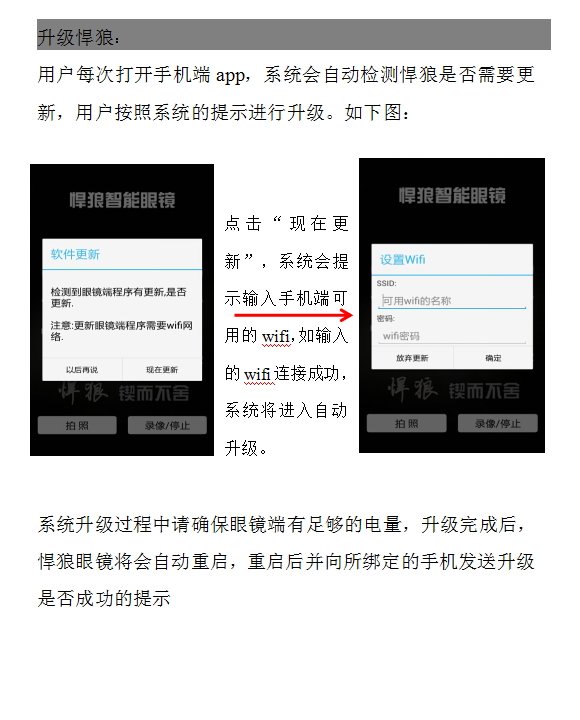 升级悍狼：
用户每次打开手机端 app，系统会自动检测悍狼是否需要更
新，用户按照系统的提示进行升级。如下图：
悍狼智能眼镜
软件更新
检测到眼镜端程序有更新,是否
更新.
注意:更新眼镜端程序需要wifi网
络.
以后再说 现在更新
悍狼 锲而不舍
拍 照 录像/停止
点击“现在更
新”，系统会提
示输入手机端可
用的 wifi，如输入
的 wifi 连接成功，
系统将进入自动
升级。
悍狼智能眼镜
设置Wifi
SSID:
可用wifi的名称
密码:
wifi密码
放弃更新 确定
悍狼 锲而不舍
拍 照 录像/停止
系统升级过程中请确保眼镜端有足够的电量，升级完成后，
悍狼眼镜将会自动重启，重启后并向所绑定的手机发送升级
是否成功的提示